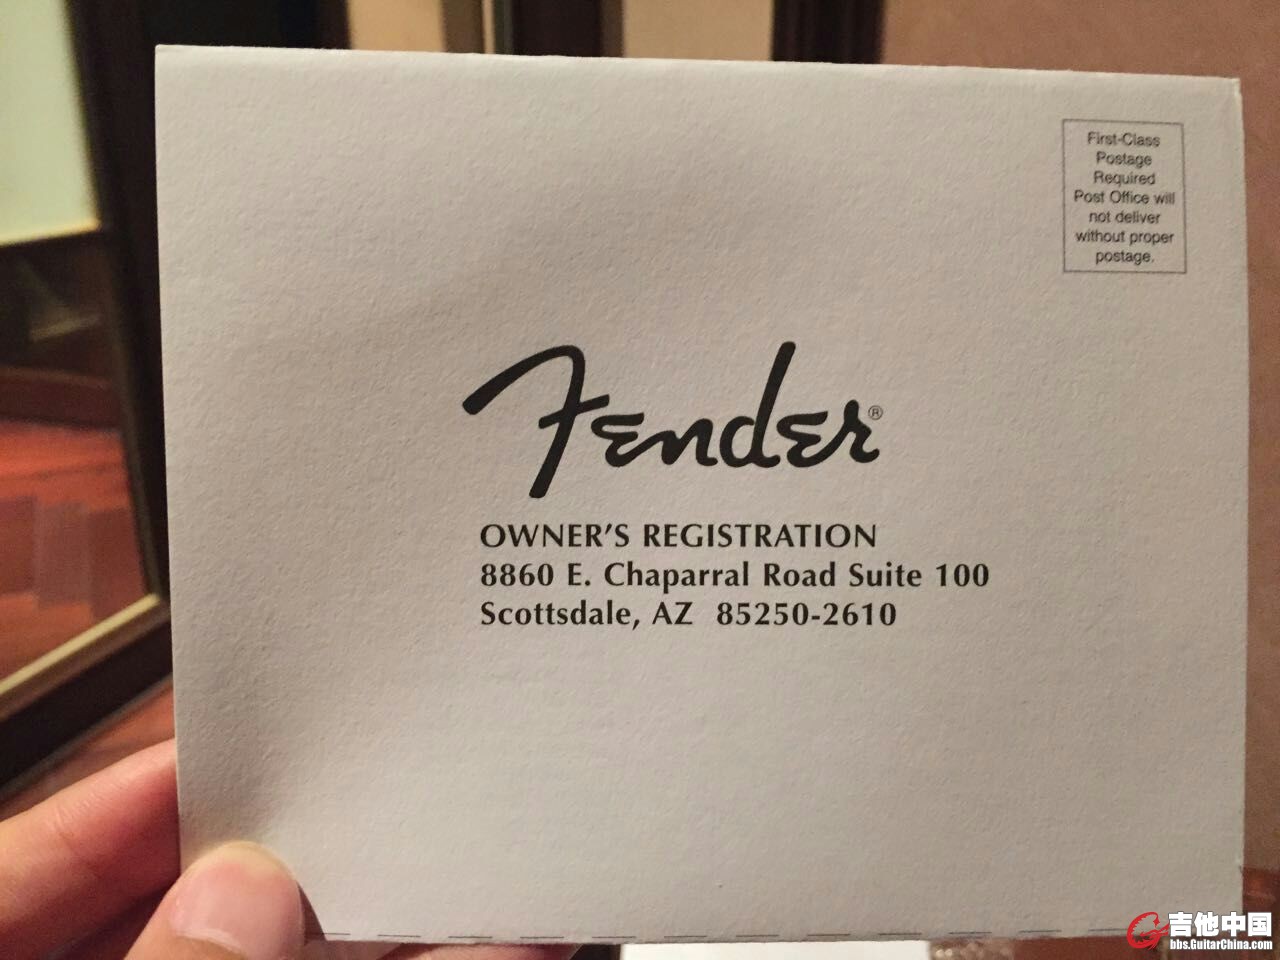 First-Class
Postage
Required
Post Office will
not deliver
without proper
postage.
Fender®
OWNER'S REGISTRATION
8860 E. Chaparral Road Suite 100
Scottsdale, AZ 85250-2610
吉他中国
bbs.GuitarChina.com